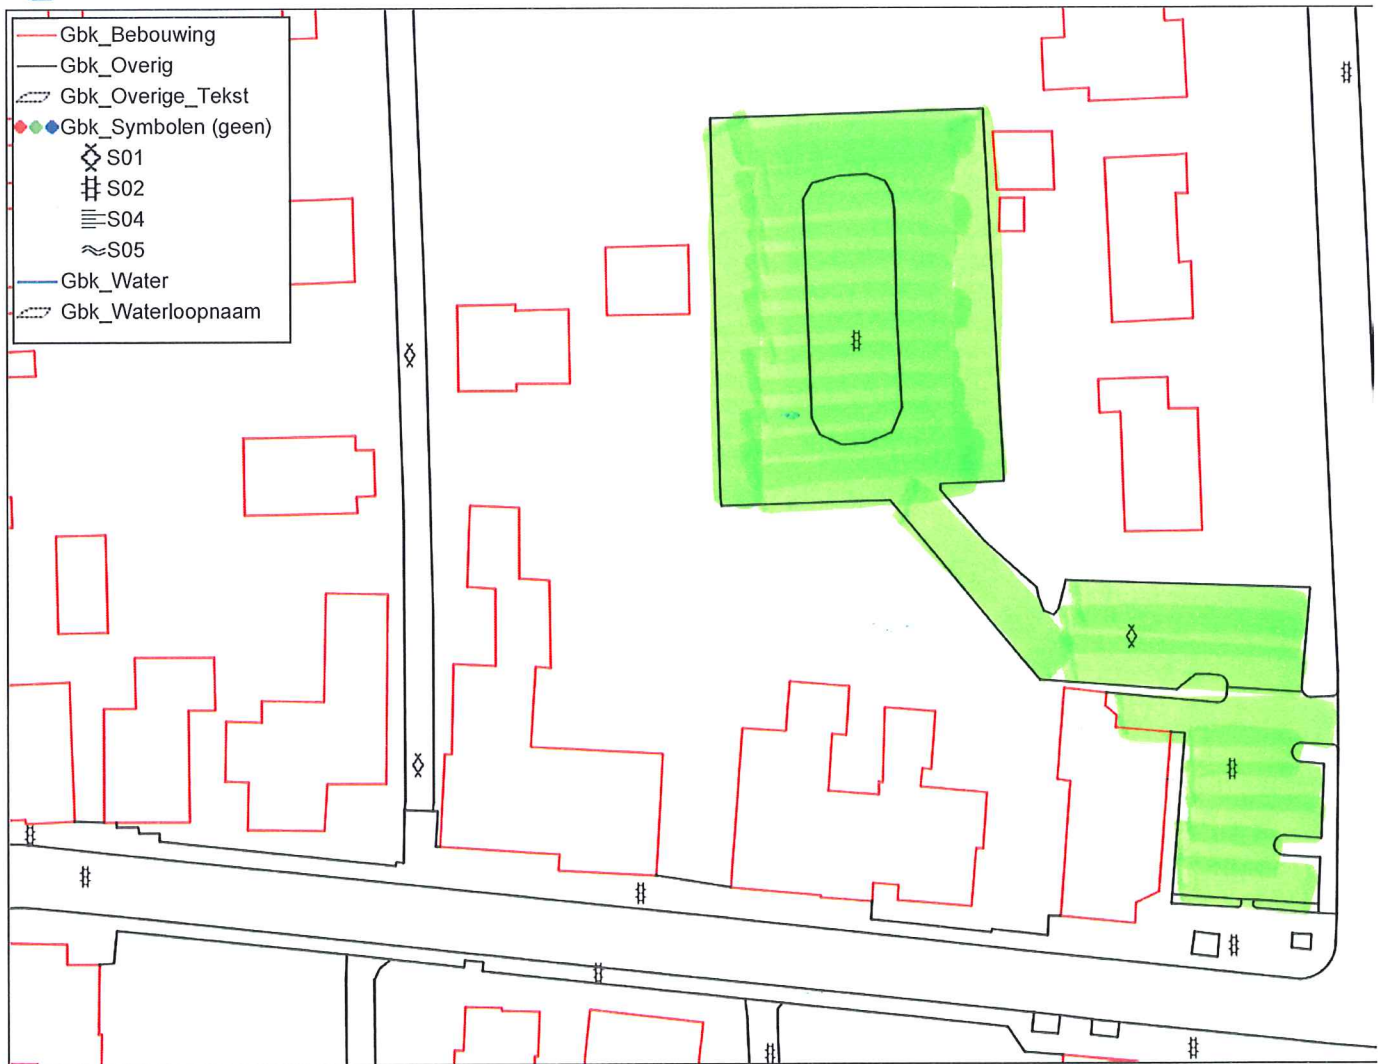 Gbk_Bebouwing
Gbk_Overig
Gbk_Overige_Tekst
Gbk_Symbolen (geen)
S01
S02
S04
S05
Gbk_Water
Gbk_Waterloopnaam